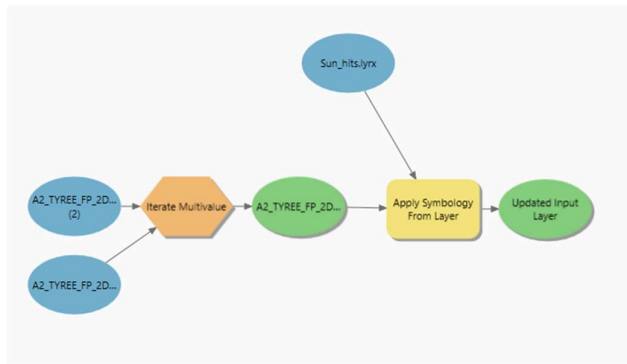 Sun_hits.lyrx
A2_TYREE_FP_2D...
(2)
Iterate Multivalue
A2_TYREE_FP_2D...
Apply Symbology
From Layer
Updated Input
Layer
A2_TYREE_FP_2D...